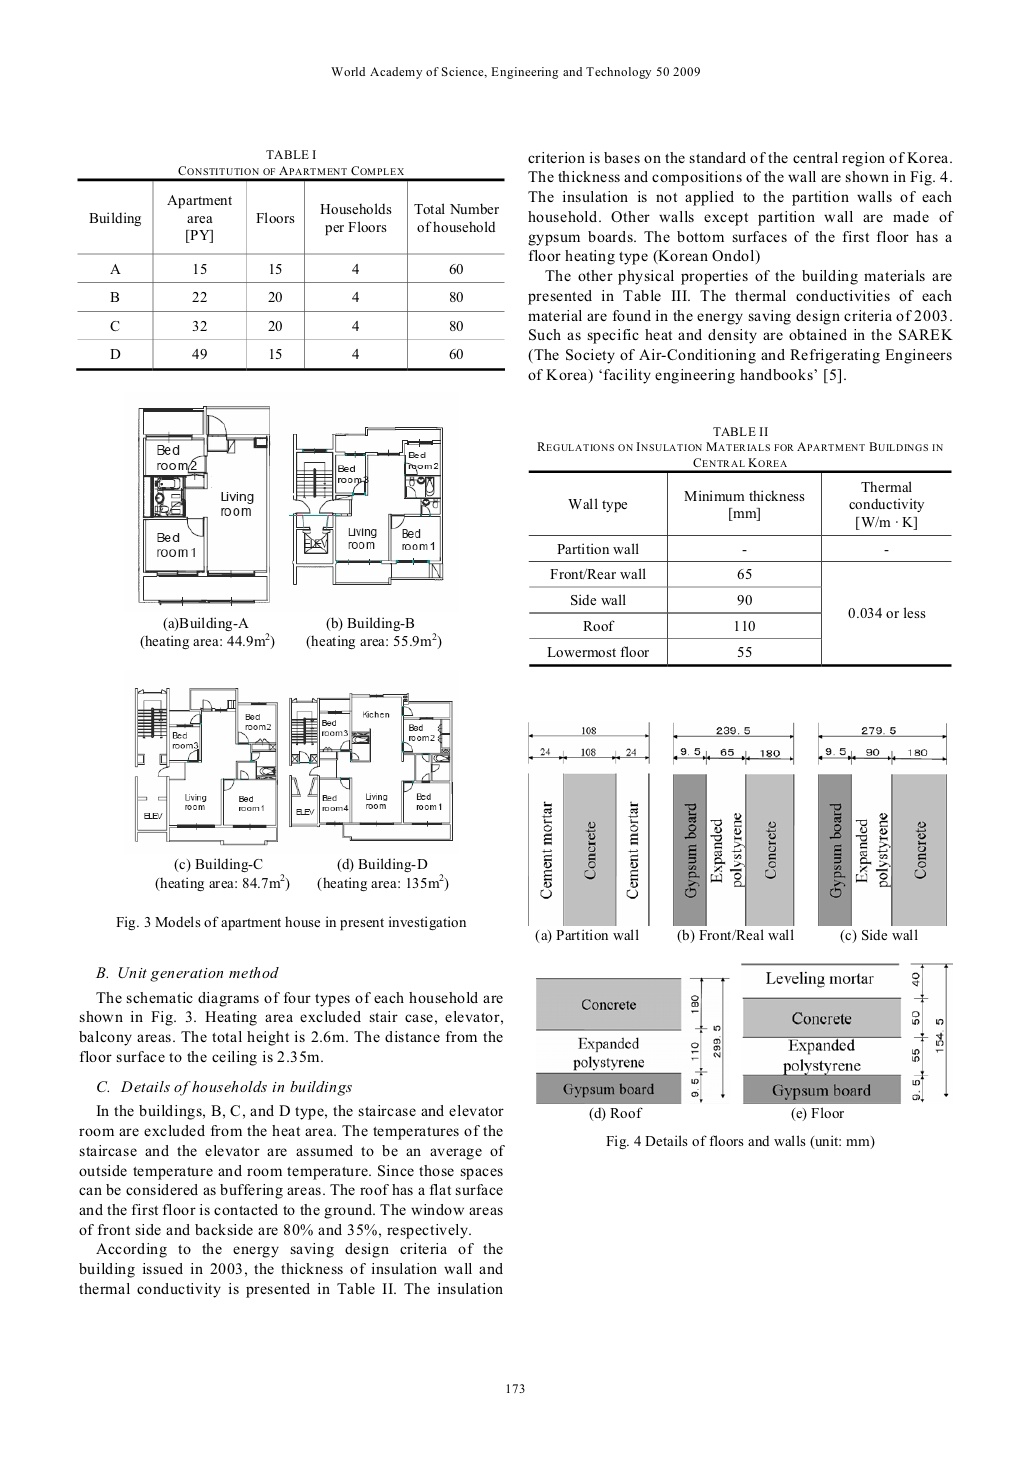 World Academy of Science, Engineering and Technology 50 2009
TABLE I
CONSTITUTION OF APARTMENT COMPLEX
Building
Apartment
area
[PY]
Floors
Households
per Floors
Total Number
of household
A 15 15 4 60
B 22 20 4 80
C 32 20 4 80
D 49 15 4 60
Bed
room2
Living
room
Bed
room1
Bed
room2
Bed
room3
ELEV
Living
room
Bed
room1
(a)Building-A
(heating area: 44.9m²)
(b) Building-B
(heating area: 55.9m²)
Bed
room2
Bed
room3
Living
room
Bed
room1
ELEV
Kichen
Bed
room3
Bed
room2
Bed
room4
Living
room
Bed
room1
ELEV
(c) Building-C
(heating area: 84.7m²)
(d) Building-D
(heating area: 135m²)
Fig. 3 Models of apartment house in present investigation
B. Unit generation method
The schematic diagrams of four types of each household are
shown in Fig. 3. Heating area excluded stair case, elevator,
balcony areas. The total height is 2.6m. The distance from the
floor surface to the ceiling is 2.35m.
C. Details of households in buildings
In the buildings, B, C, and D type, the staircase and elevator
room are excluded from the heat area. The temperatures of the
staircase and the elevator are assumed to be an average of
outside temperature and room temperature. Since those spaces
can be considered as buffering areas. The roof has a flat surface
and the first floor is contacted to the ground. The window areas
of front side and backside are 80% and 35%, respectively.
According to the energy saving design criteria of the
building issued in 2003, the thickness of insulation wall and
thermal conductivity is presented in Table II. The insulation
criterion is bases on the standard of the central region of Korea.
The thickness and compositions of the wall are shown in Fig. 4.
The insulation is not applied to the partition walls of each
household. Other walls except partition wall are made of
gypsum boards. The bottom surfaces of the first floor has a
floor heating type (Korean Ondol)
The other physical properties of the building materials are
presented in Table III. The thermal conductivities of each
material are found in the energy saving design criteria of 2003.
Such as specific heat and density are obtained in the SAREK
(The Society of Air-Conditioning and Refrigerating Engineers
of Korea) ‘facility engineering handbooks’ [5].
TABLE II
REGULATIONS ON INSULATION MATERIALS FOR APARTMENT BUILDINGS IN
CENTRAL KOREA
Wall type
Minimum thickness
[mm]
Thermal
conductivity
[W/m · K]
Partition wall - -
Front/Rear wall 65
Side wall 90
0.034 or less
Roof 110
Lowermost floor 55
108
24 108 24
Cement mortar
Concrete
Cement mortar
(a) Partition wall
239. 5
9. 5 65 180
Gypsum board
Expanded
polystyrene
Concrete
(b) Front/Real wall
279. 5
9. 5 90 180
Gypsum board
Expanded
polystyrene
Concrete
(c) Side wall
Concrete
Expanded
polystyrene
Gypsum board
180
110
9. 5
299. 5
(d) Roof
Leveling mortar
Concrete
Expanded
polystyrene
Gypsum board
40
50
55
9. 5
154. 5
(e) Floor
Fig. 4 Details of floors and walls (unit: mm)
173